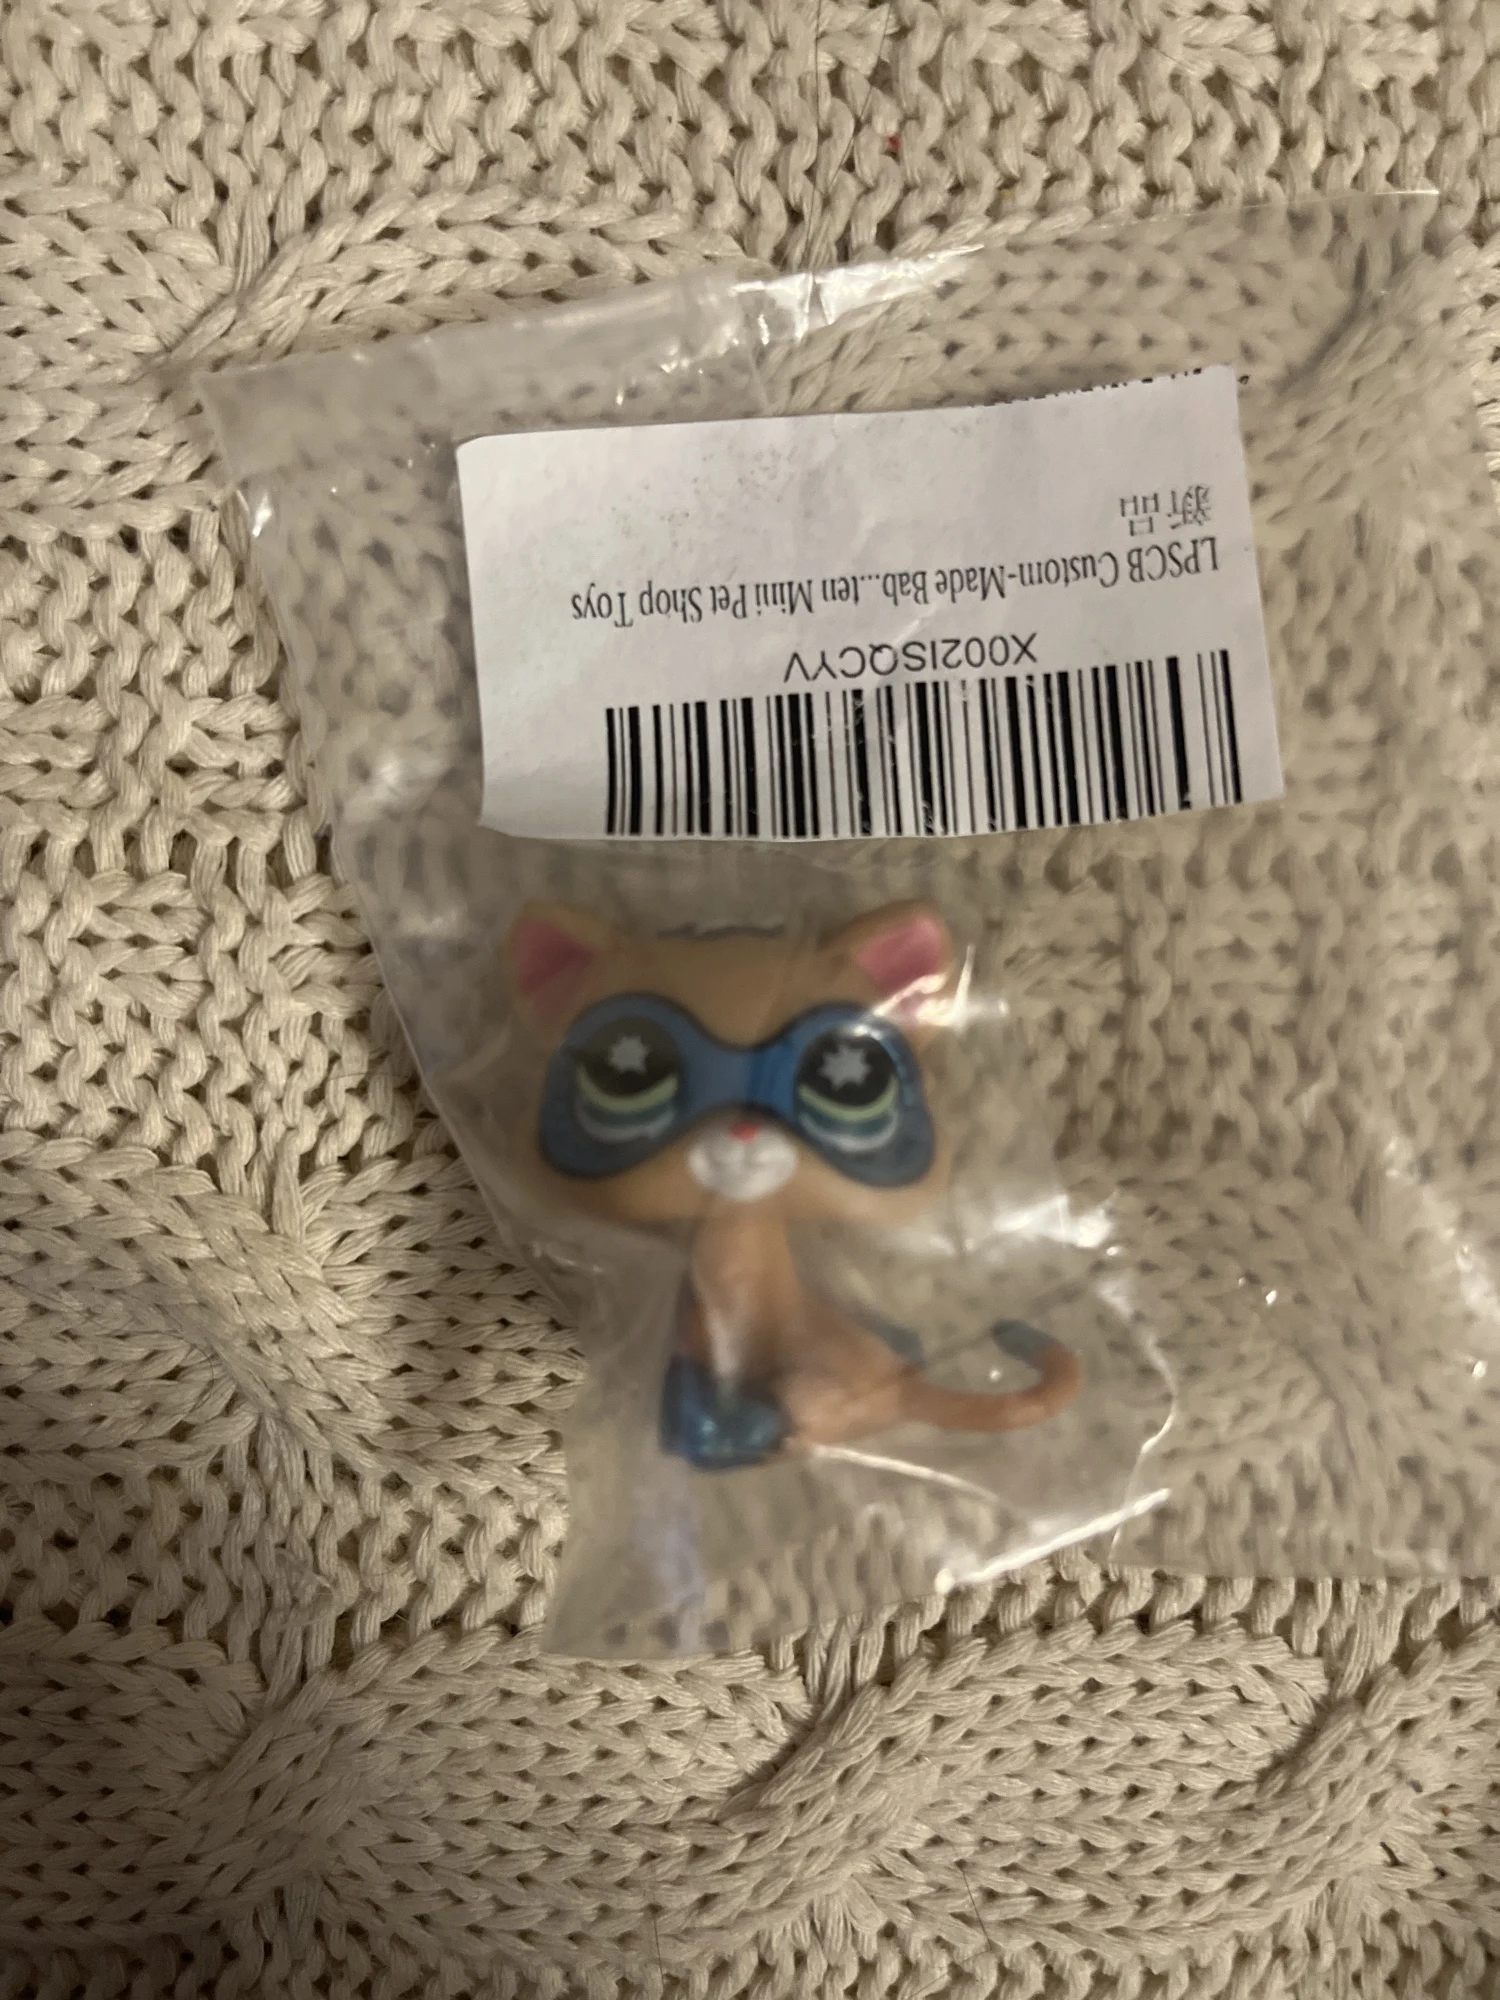 X002ISQCYV
LPSCB Custom-Made Bab...ten Mini Pet Shop Toys
新品